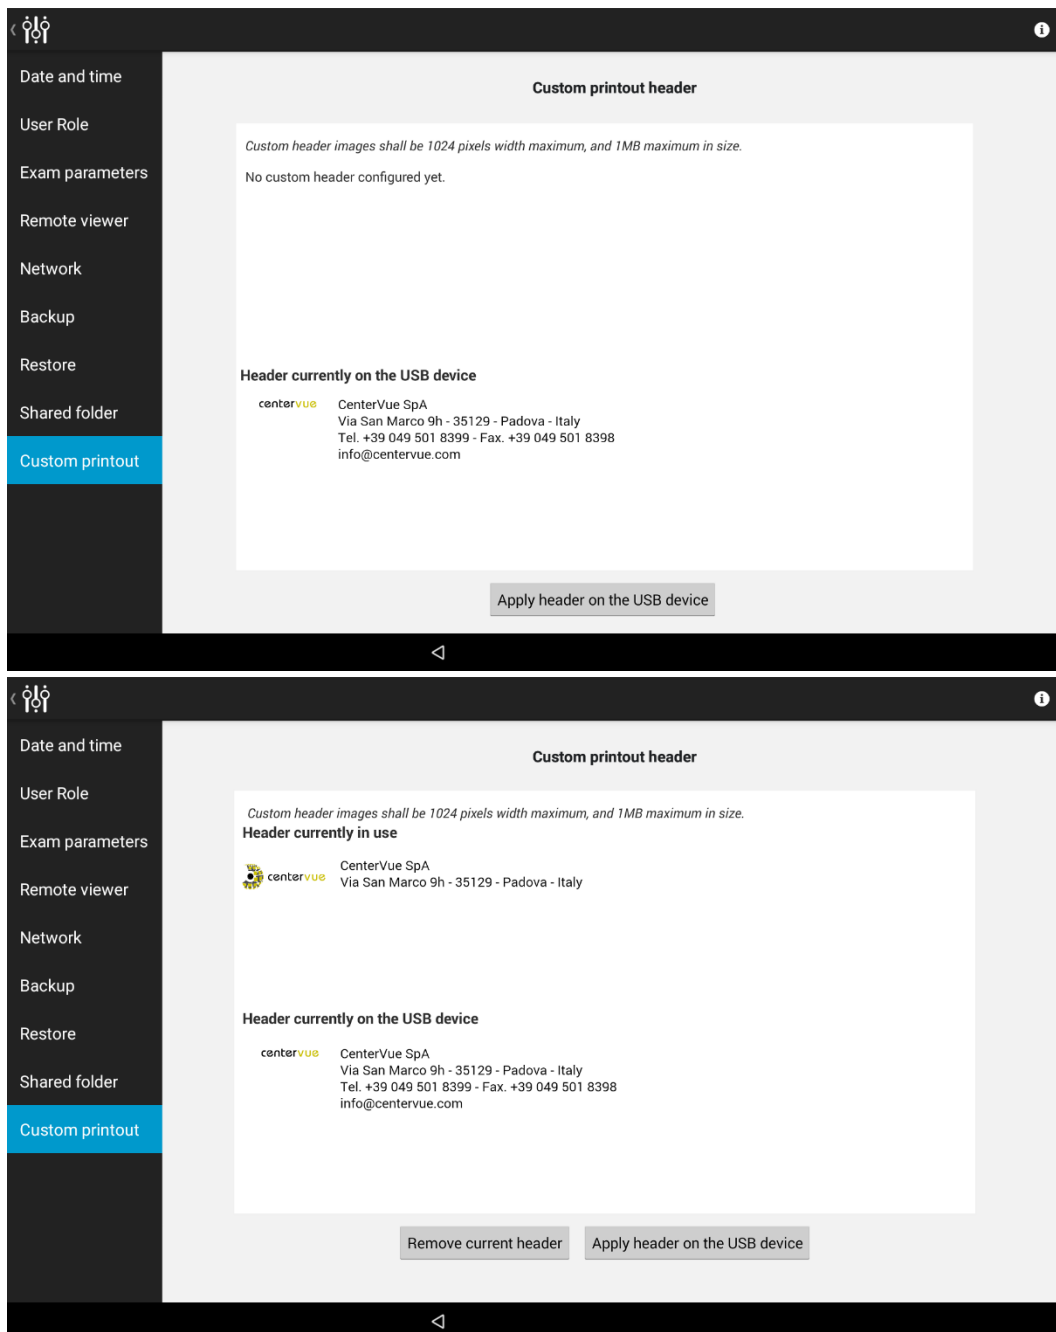 Date and time
User Role
Exam parameters
Remote viewer
Network
Backup
Restore
Shared folder
Custom printout
Custom printout header
Custom header images shall be 1024 pixels width maximum, and 1MB maximum in size.
No custom header configured yet.
Header currently on the USB device
centervue
CenterVue SpA
Via San Marco 9h - 35129 - Padova - Italy
Tel. +39 049 501 8399 - Fax. +39 049 501 8398
info@centervue.com
Apply header on the USB device
Date and time
User Role
Exam parameters
Remote viewer
Network
Backup
Restore
Shared folder
Custom printout
Custom printout header
Custom header images shall be 1024 pixels width maximum, and 1MB maximum in size.
Header currently in use
centervue
CenterVue SpA
Via San Marco 9h - 35129 - Padova - Italy
Header currently on the USB device
centervue
CenterVue SpA
Via San Marco 9h - 35129 - Padova - Italy
Tel. +39 049 501 8399 - Fax. +39 049 501 8398
info@centervue.com
Remove current header
Apply header on the USB device